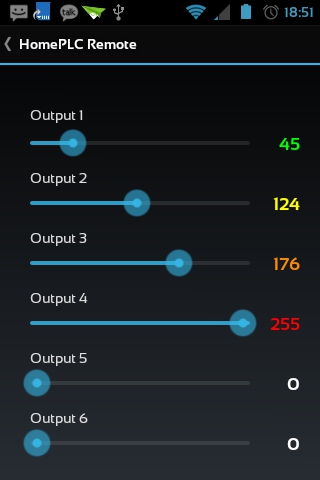 talk 18:51
HomePLC Remote
Output 1
45
Output 2
124
Output 3
176
Output 4
255
Output 5
0
Output 6
0